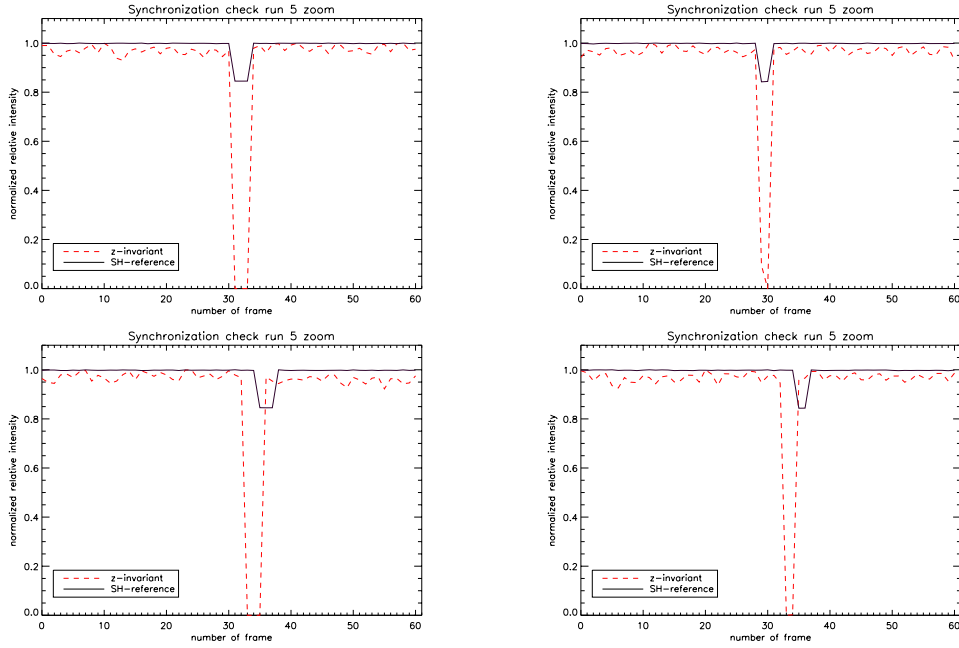 Synchronization check run 5 zoom
normalized relative intensity
1.0
0.8
0.6
0.4
0.2
0.0
z-invariant
SH-reference
0 10 20 30 40 50 60
number of frame
Synchronization check run 5 zoom
normalized relative intensity
1.0
0.8
0.6
0.4
0.2
0.0
z-invariant
SH-reference
0 10 20 30 40 50 60
number of frame
Synchronization check run 5 zoom
normalized relative intensity
1.0
0.8
0.6
0.4
0.2
0.0
z-invariant
SH-reference
0 10 20 30 40 50 60
number of frame
Synchronization check run 5 zoom
normalized relative intensity
1.0
0.8
0.6
0.4
0.2
0.0
z-invariant
SH-reference
0 10 20 30 40 50 60
number of frame